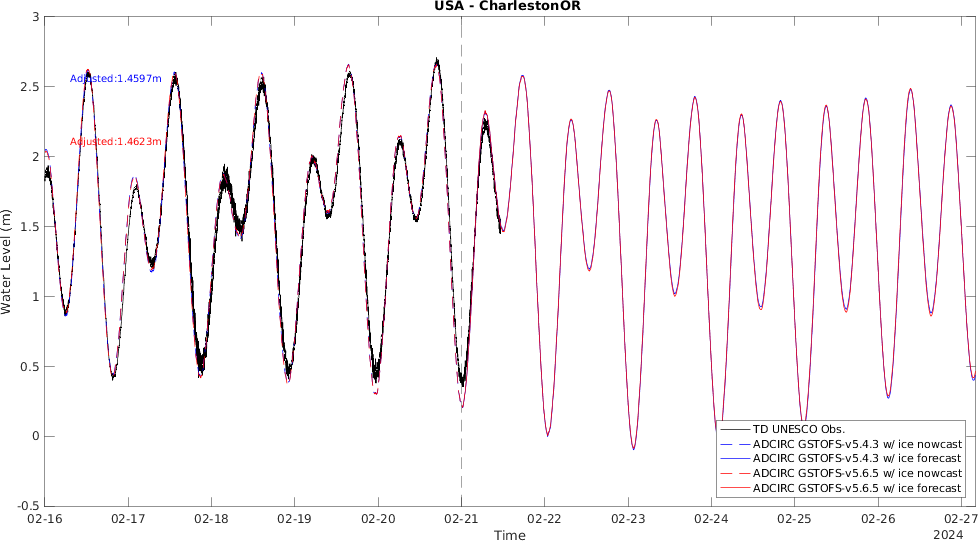 USA - CharlestonOR
3
2.5
2
1.5
1
0.5
0
-0.5
Water Level (m)
Adjusted:1.4597m
Adjusted:1.4623m
TD UNESCO Obs.
ADCIRC GSTOFS-v5.4.3 w/ ice nowcast
ADCIRC GSTOFS-v5.4.3 w/ ice forecast
ADCIRC GSTOFS-v5.6.5 w/ ice nowcast
ADCIRC GSTOFS-v5.6.5 w/ ice forecast
02-16 02-17 02-18 02-19 02-20 02-21 02-22 02-23 02-24 02-25 02-26 02-27
Time
2024